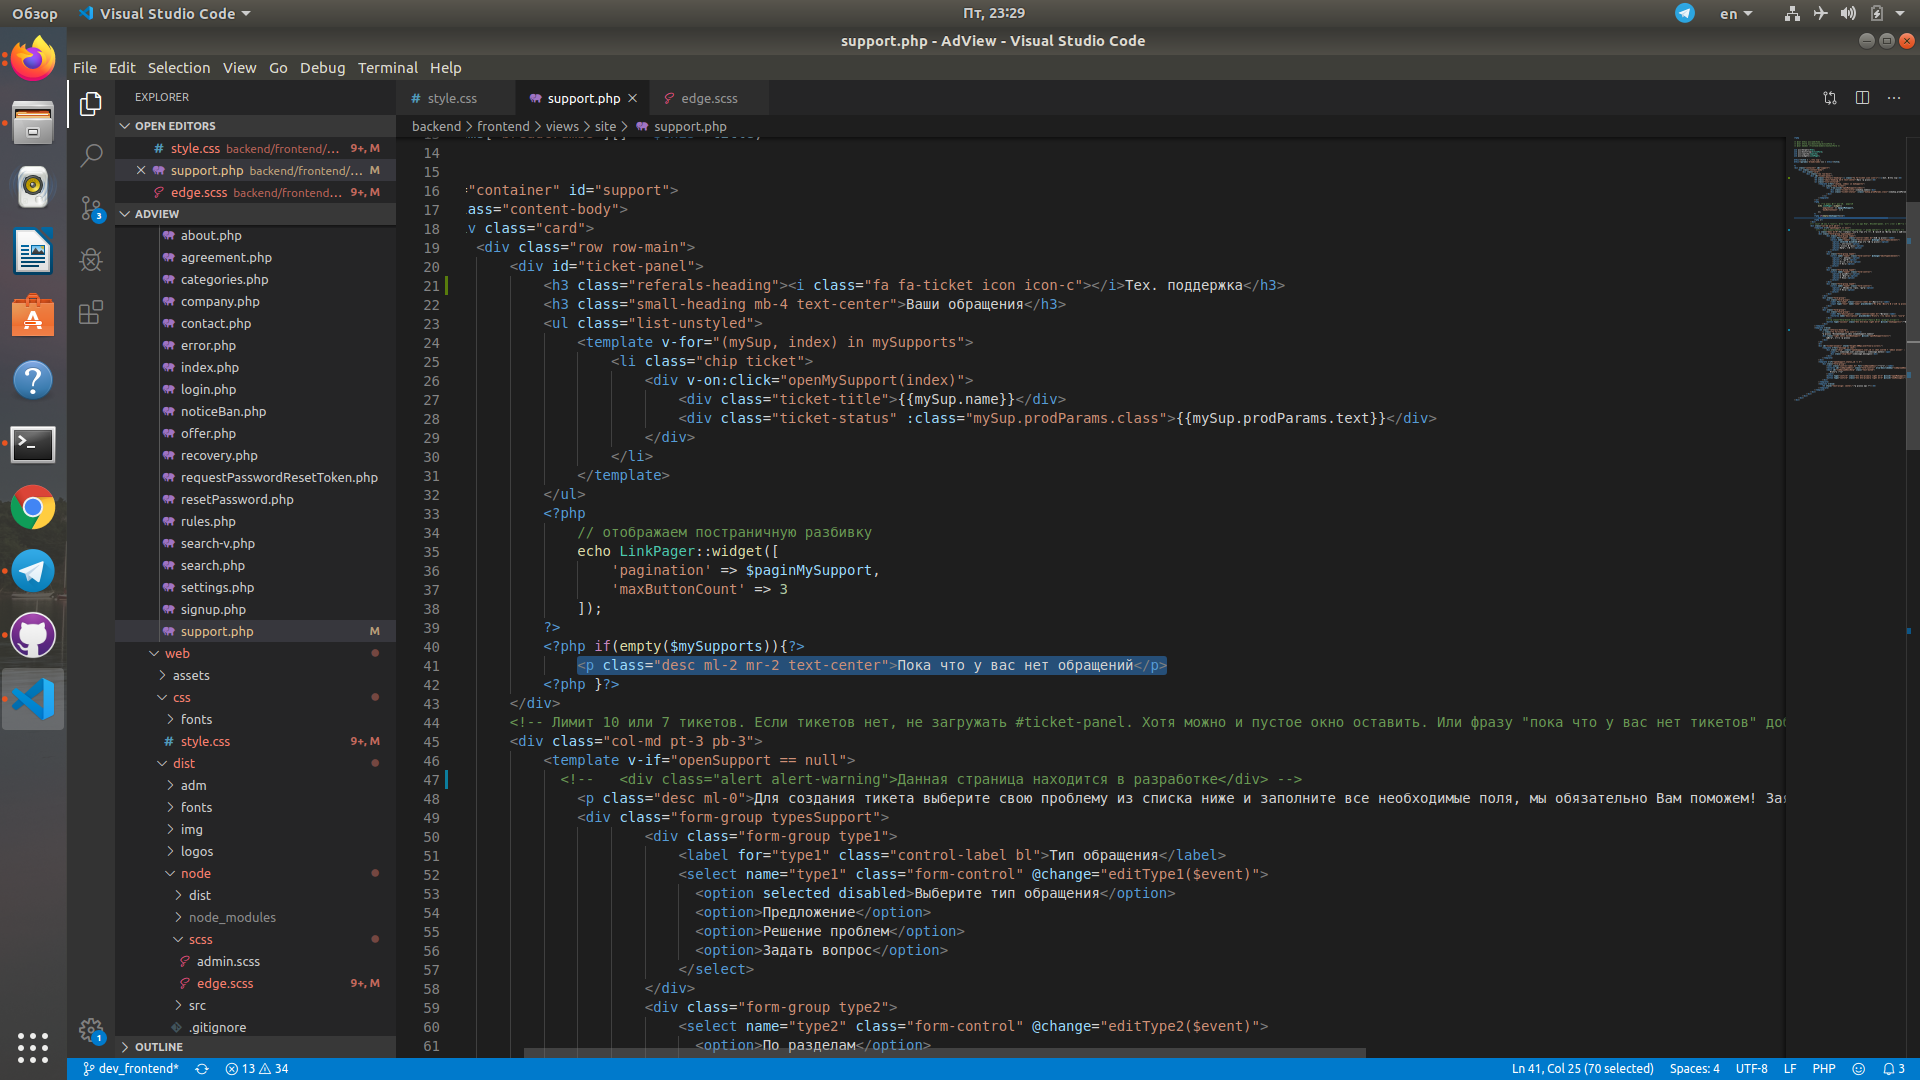 Обзор
Visual Studio Code
Пт, 23:29
en
support.php - AdView - Visual Studio Code
File Edit Selection View Go Debug Terminal Help
EXPLORER
OPEN EDITORS
style.css backend/frontend/... 9+, M
support.php backend/frontend/... M
edge.scss backend/frontend... 9+, M
ADVIEW
about.php
agreement.php
categories.php
company.php
contact.php
error.php
index.php
login.php
noticeBan.php
offer.php
recovery.php
requestPasswordResetToken.php
resetPassword.php
rules.php
search-v.php
search.php
settings.php
signup.php
support.php M
web
assets
css
fonts
style.css 9+, M
dist
adm
fonts
img
logos
node
dist
node_modules
scss
admin.scss
edge.scss 9+, M
src
.gitignore
OUTLINE
3
1
style.css
support.php
edge.scss
backend > frontend > views > site > support.php
14
15
16 "container" id="support">
17 ass="content-body">
18 v class="card">
19 <div class="row row-main">
20 <div id="ticket-panel">
21 <h3 class="referals-heading"><i class="fa fa-ticket icon icon-c"></i>Тех. поддержка</h3>
22 <h3 class="small-heading mb-4 text-center">Ваши обращения</h3>
23 <ul class="list-unstyled">
24 <template v-for="(mySup, index) in mySupports">
25 <li class="chip ticket">
26 <div v-on:click="openMySupport(index)">
27 <div class="ticket-title">{{mySup.name}}</div>
28 <div class="ticket-status" :class="mySup.prodParams.class">{{mySup.prodParams.text}}</div>
29 </div>
30 </li>
31 </template>
32 </ul>
33 <?php
34 // отображаем постраничную разбивку
35 echo LinkPager::widget([
36 'pagination' => $paginMySupport,
37 'maxButtonCount' => 3
38 ]);
39 ?>
40 <?php if(empty($mySupports)){?>
41 <p class="desc ml-2 mr-2 text-center">Пока что у вас нет обращений</p>
42 <?php }?>
43 </div>
44 <!-- Лимит 10 или 7 тикетов. Если тикетов нет, не загружать #ticket-panel. Хотя можно и пустое окно оставить. Или фразу "пока что у вас нет тикетов" доб
45 <div class="col-md pt-3 pb-3">
46 <template v-if="openSupport == null">
47 <!-- <div class="alert alert-warning">Данная страница находится в разработке</div> -->
48 <p class="desc ml-0">Для создания тикета выберите свою проблему из списка ниже и заполните все необходимые поля, мы обязательно Вам поможем! Зая
49 <div class="form-group typesSupport">
50 <div class="form-group type1">
51 <label for="type1" class="control-label bl">Тип обращения</label>
52 <select name="type1" class="form-control" @change="editType1($event)">
53 <option selected disabled>Выберите тип обращения</option>
54 <option>Предложение</option>
55 <option>Решение проблем</option>
56 <option>Задать вопрос</option>
57 </select>
58 </div>
59 <div class="form-group type2">
60 <select name="type2" class="form-control" @change="editType2($event)">
61 <option>По разделам</option>
dev_frontend* 13 34
Ln 41, Col 25 (70 selected) Spaces: 4 UTF-8 LF PHP 3